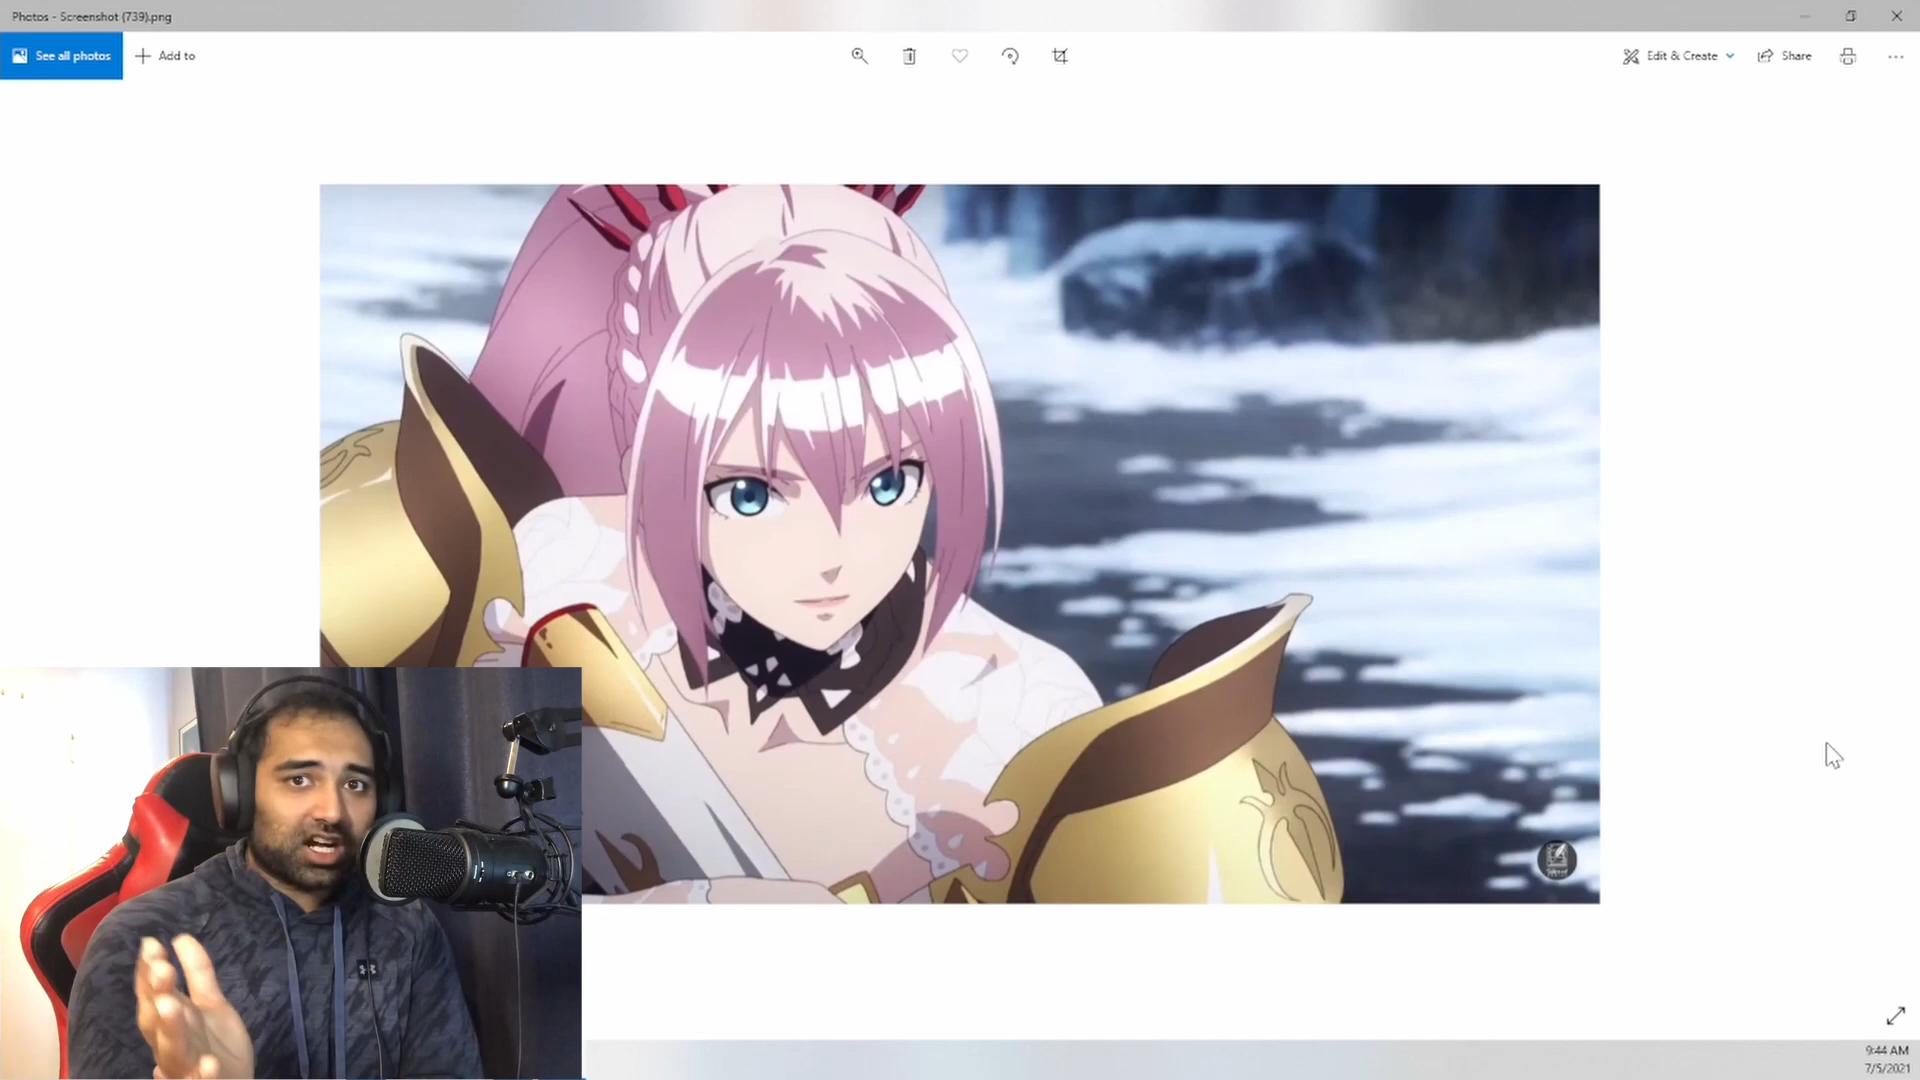 Photos - Screenshot (739).png
See all photos
Add to
Edit & Create
Share
9:44 AM
7/5/2021